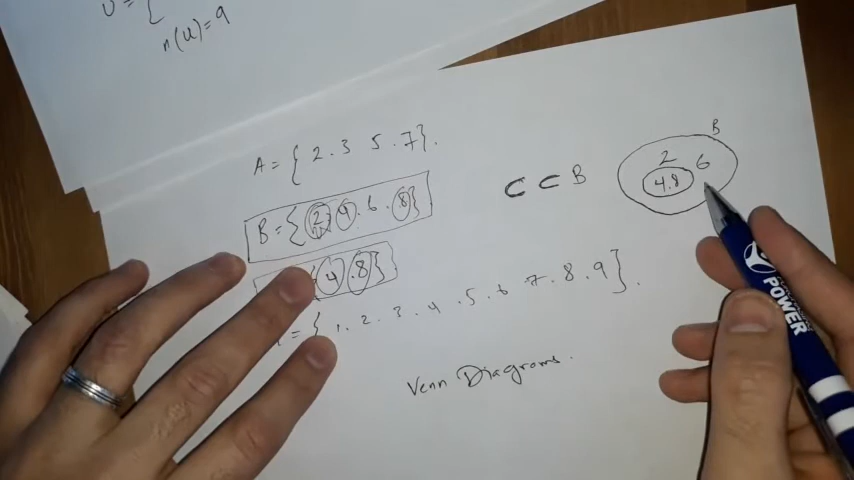 U = {
n(U)=9
A = { 2.3 5.7}.
B = { 2 4.6.8}
C ⊂ B
B
2 6
4.8
4.8}
= { 1.2.3.4.5.6.7.8.9}.
Venn Diagrams.
POWER